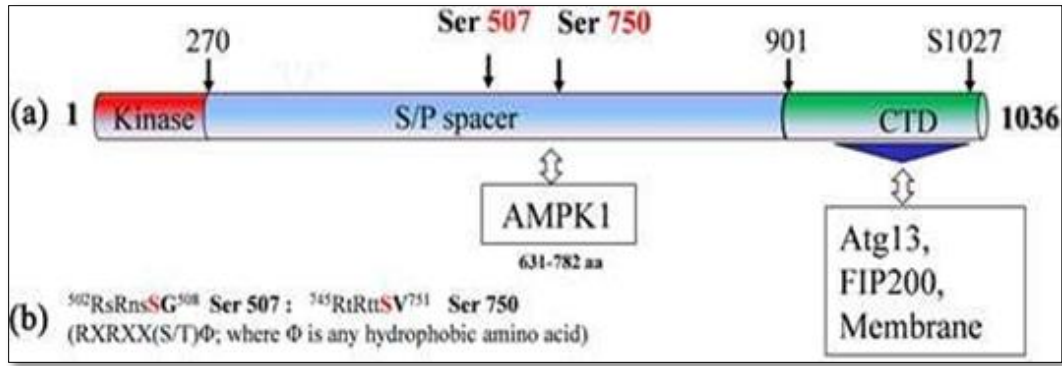 Ser 507 Ser 750
270 901 S1027
(a) 1 Kinase S/P spacer CTD 1036
AMPK1
631-782 aa
Atg13,
FIP200,
Membrane
(b) ⁵⁰²RsRnsSG⁵⁰⁸ Ser 507 : ⁷⁴⁵RtRttSV⁷⁵¹ Ser 750
(RXRXX(S/T)Φ; where Φ is any hydrophobic amino acid)